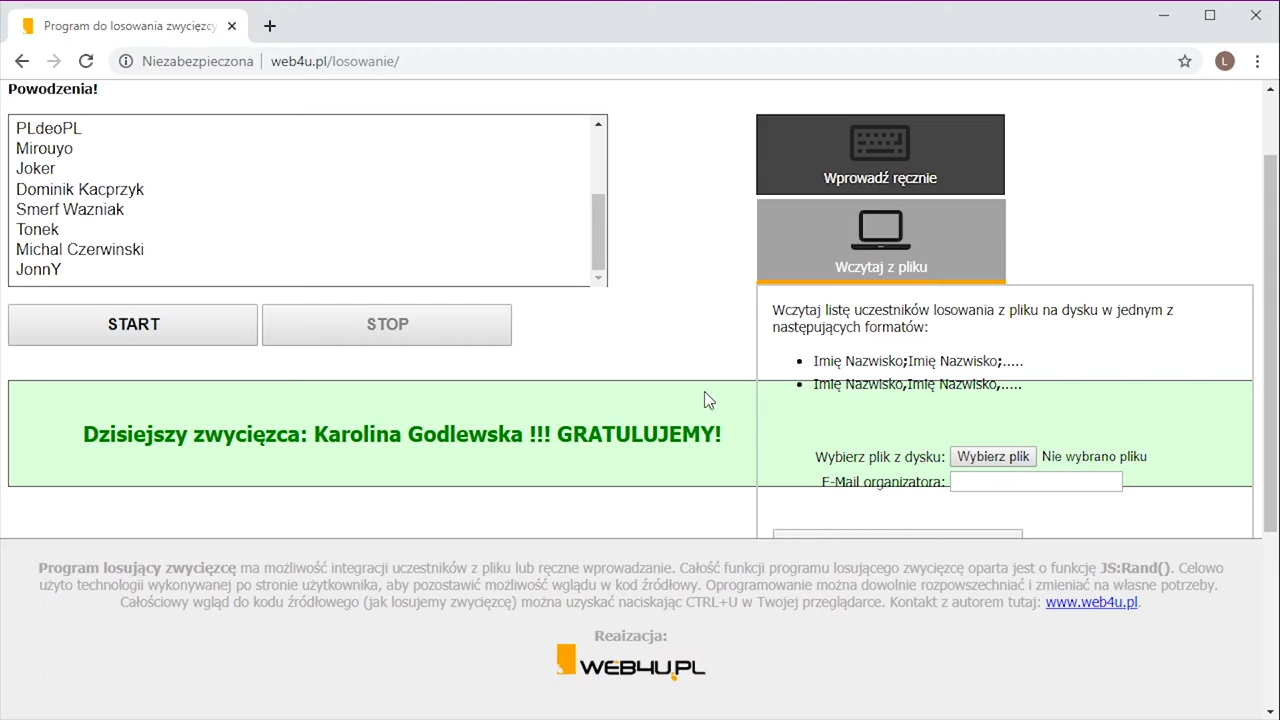 Program do losowania zwycięzcy
Niezabezpieczona
web4u.pl/losowanie/
L
Powodzenia!
PLdeoPL
Mirouyo
Joker
Dominik Kacprzyk
Smerf Wazniak
Tonek
Michal Czerwinski
JonnY
START
STOP
Wprowadź ręcznie
Wczytaj z pliku
Wczytaj listę uczestników losowania z pliku na dysku w jednym z
następujących formatów:
Imię Nazwisko;Imię Nazwisko;.....
Imię Nazwisko,Imię Nazwisko,.....
Dzisiejszy zwycięzca: Karolina Godlewska !!! GRATULUJEMY!
Wybierz plik z dysku: Wybierz plik Nie wybrano pliku
E-Mail organizatora:
Program losujący zwycięzcę ma możliwość integracji uczestników z pliku lub ręczne wprowadzanie. Całość funkcji programu losującego zwycięzcę oparta jest o funkcję JS:Rand(). Celowo
użyto technologii wykonywanej po stronie użytkownika, aby pozostawić możliwość wglądu w kod źródłowy. Oprogramowanie można dowolnie rozpowszechniać i zmieniać na własne potrzeby.
Całościowy wgląd do kodu źródłowego (jak losujemy zwycięzcę) można uzyskać naciskając CTRL+U w Twojej przeglądarce. Kontakt z autorem tutaj: www.web4u.pl.
Reaizacja:
WEB4U.PL